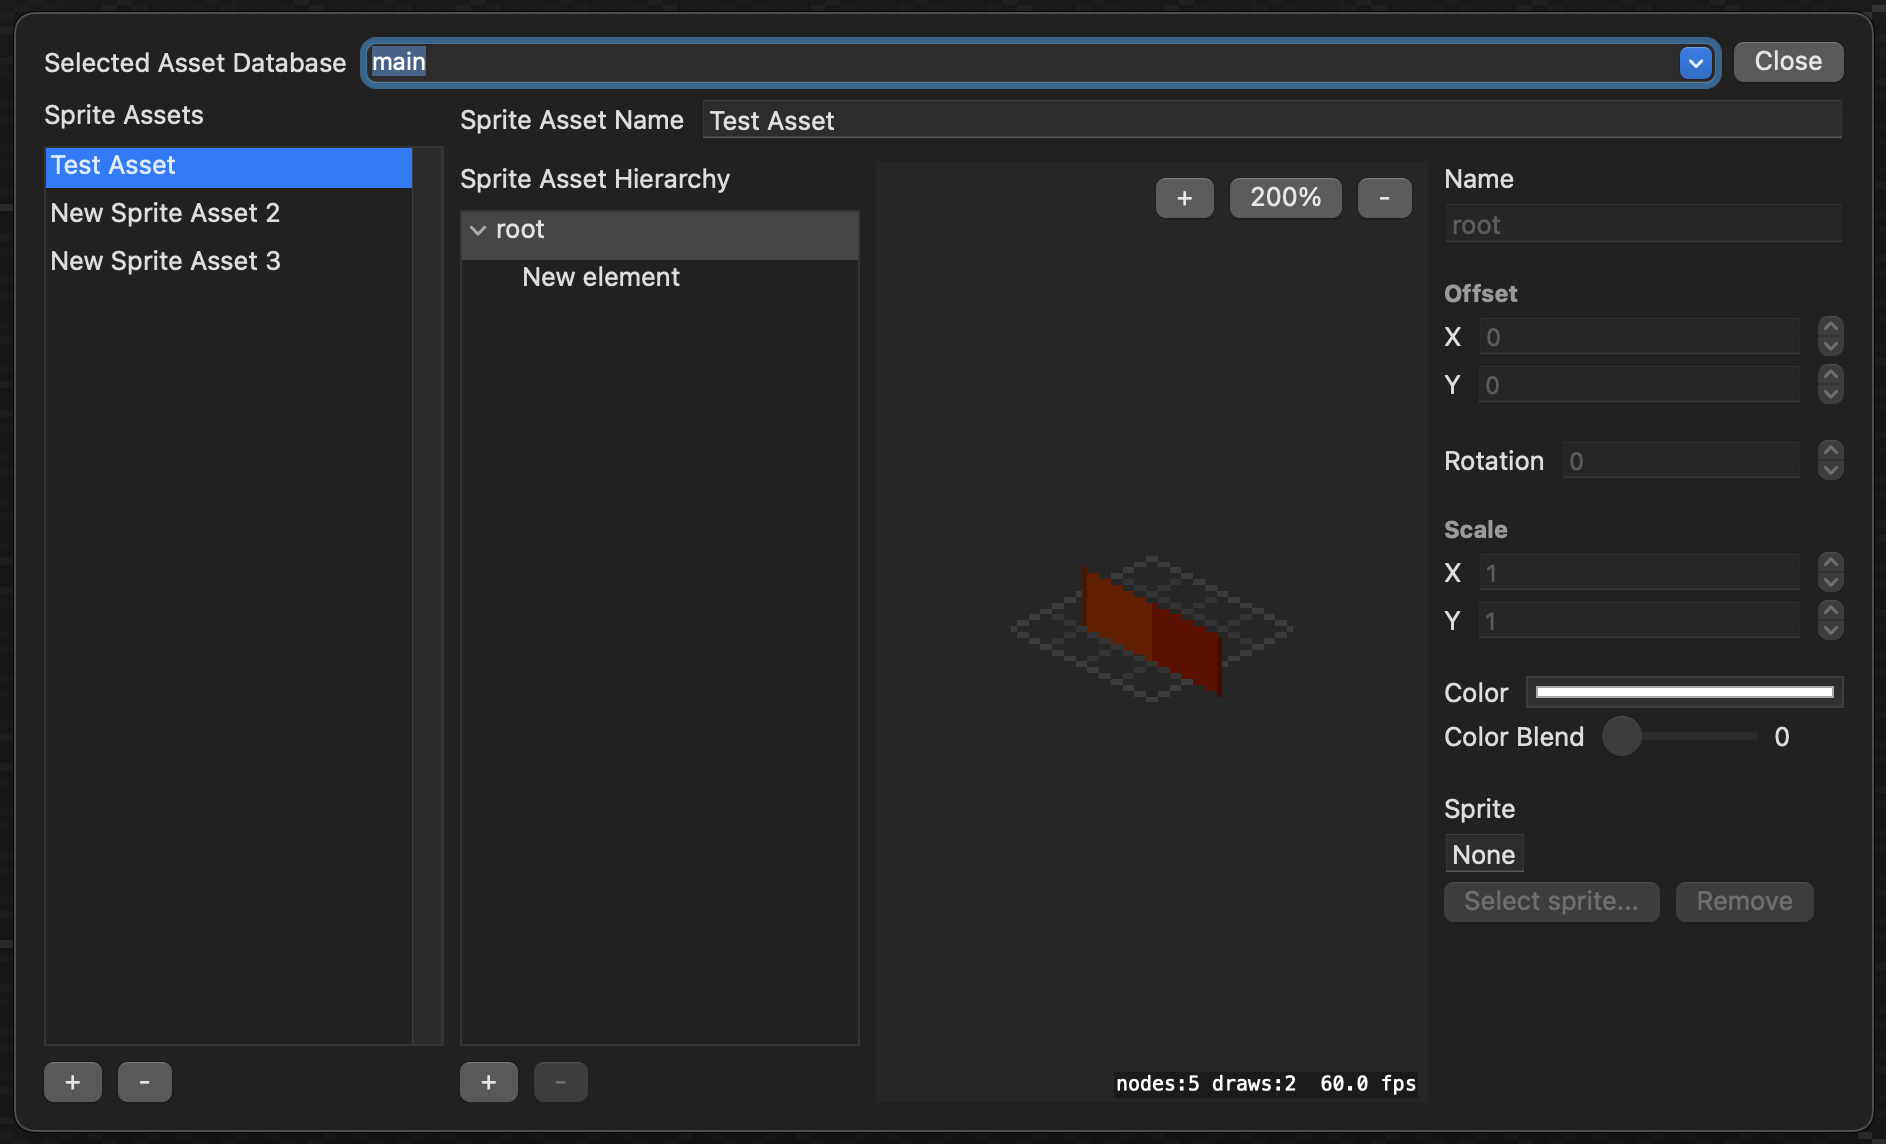 Selected Asset Database main Close
Sprite Assets
Test Asset
New Sprite Asset 2
New Sprite Asset 3
+ -
Sprite Asset Name Test Asset
Sprite Asset Hierarchy
root
New element
+ -
+ 200% -
nodes:5 draws:2 60.0 fps
Name
root
Offset
X 0
Y 0
Rotation 0
Scale
X 1
Y 1
Color
Color Blend 0
Sprite
None
Select sprite... Remove